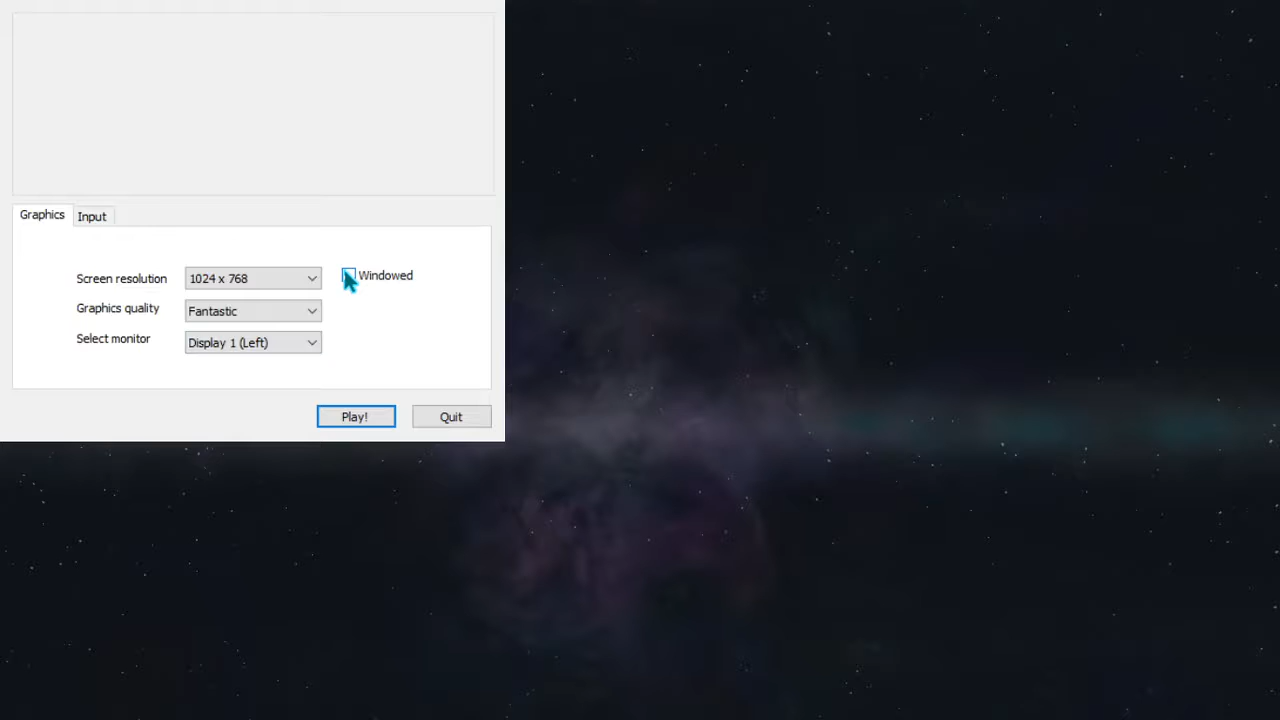 Graphics
Input
Screen resolution
1024 x 768
Windowed
Graphics quality
Fantastic
Select monitor
Display 1 (Left)
Play!
Quit